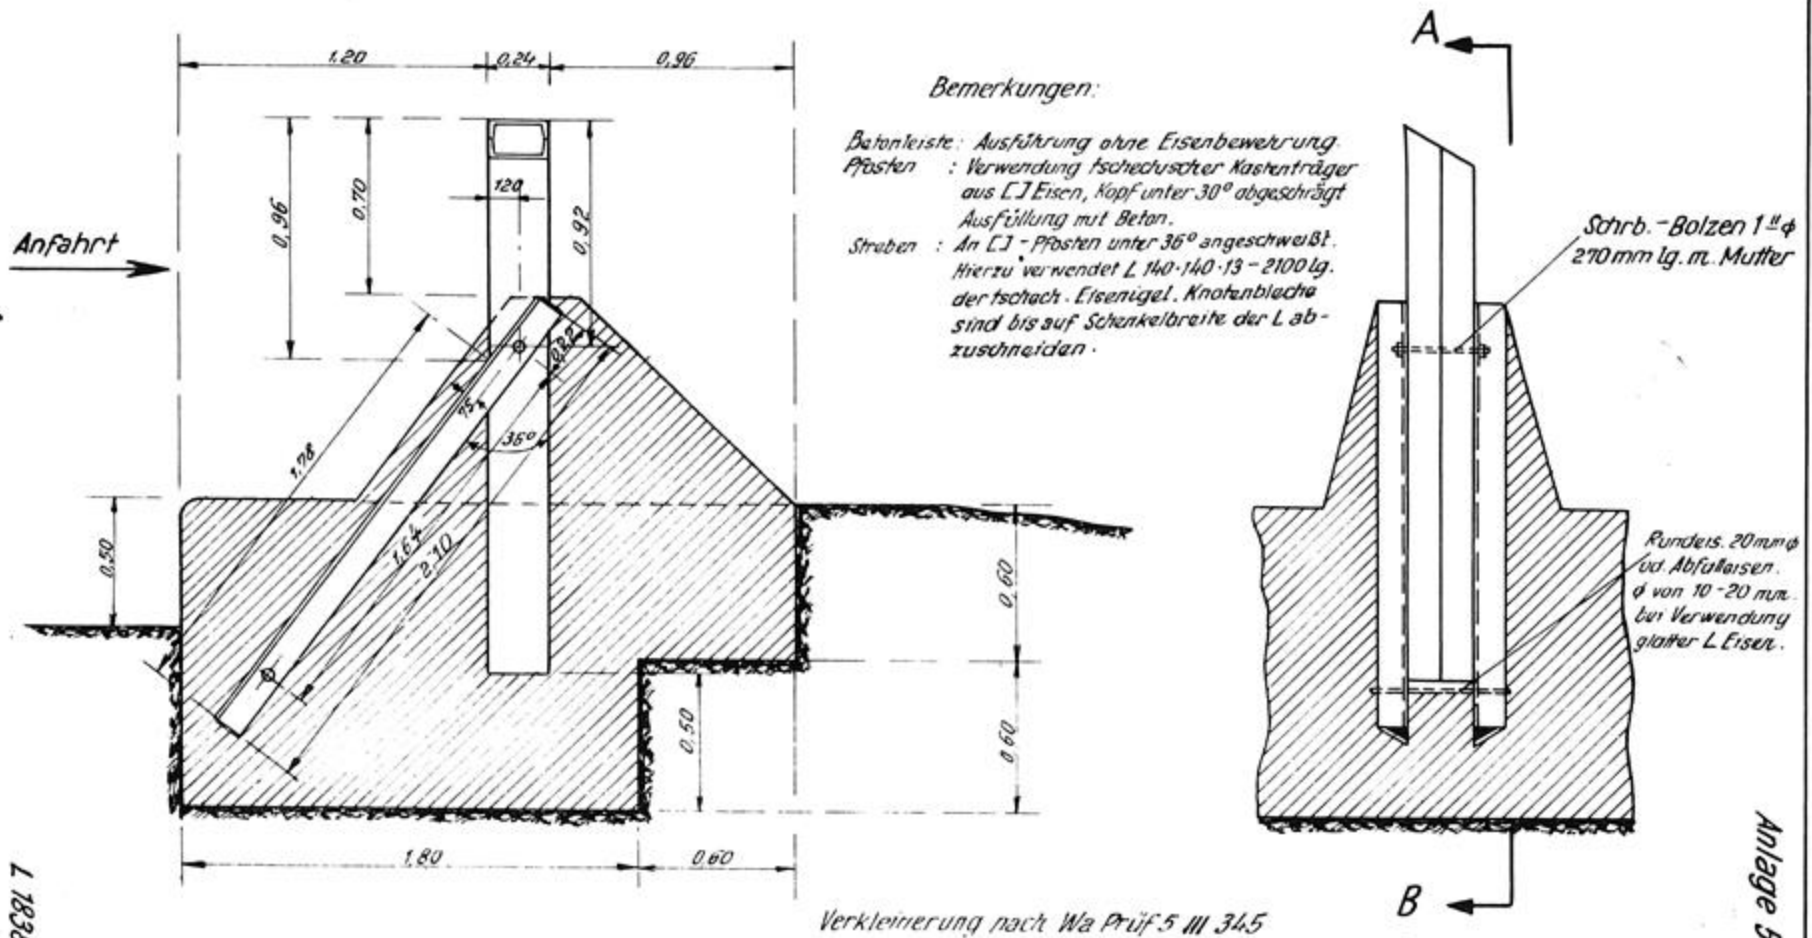 1.20
0,24
0,96
A
Bemerkungen:
Betonleiste: Ausführung ohne Eisenbewehrung.
Pfosten : Verwendung tschechischer Kastenträger
aus [] Eisen, Kopf unter 30° abgeschrägt
Ausfüllung mit Beton.
Streben : An [] - Pfosten unter 36° angeschweißt.
Hierzu verwendet L 140·140·13 - 2100 lg.
der tschech. Eisenigel. Knotenbleche
sind bis auf Schenkelbreite der L ab-
zuschneiden.
Anfahrt
0,96
0,70
120
0,92
Schrb. - Bolzen 1" ϕ
270 mm lg. m. Mutter
75
36°
1,78
1,64
2,10
0,50
0,60
0,50
0,60
Rundeis. 20 mm ϕ
od. Abfalleisen.
ϕ von 10 - 20 mm.
bei Verwendung
glatter L Eisen.
1,80
0,60
B
Verkleinerung nach Wa Prüf 5 III 345
Anlage 5
L 1838